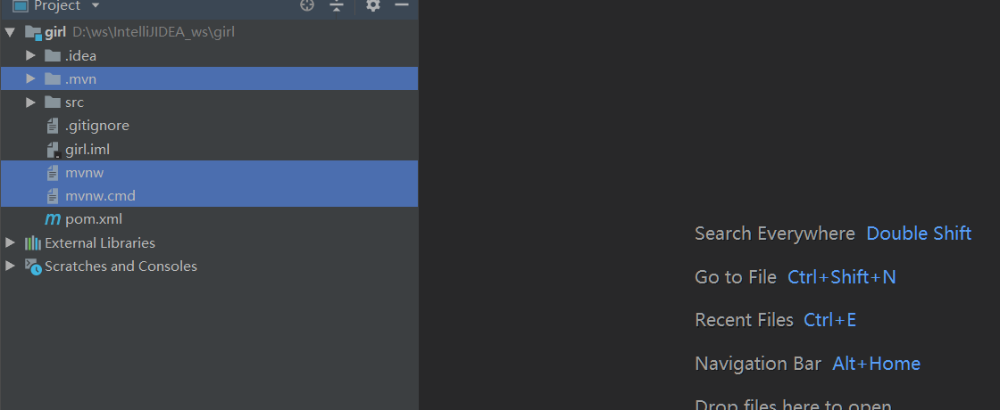 Project
girl D:\ws\IntelliJIDEA_ws\girl
.idea
.mvn
src
.gitignore
girl.iml
mvnw
mvnw.cmd
pom.xml
External Libraries
Scratches and Consoles
Search Everywhere Double Shift
Go to File Ctrl+Shift+N
Recent Files Ctrl+E
Navigation Bar Alt+Home
Drop files here to open